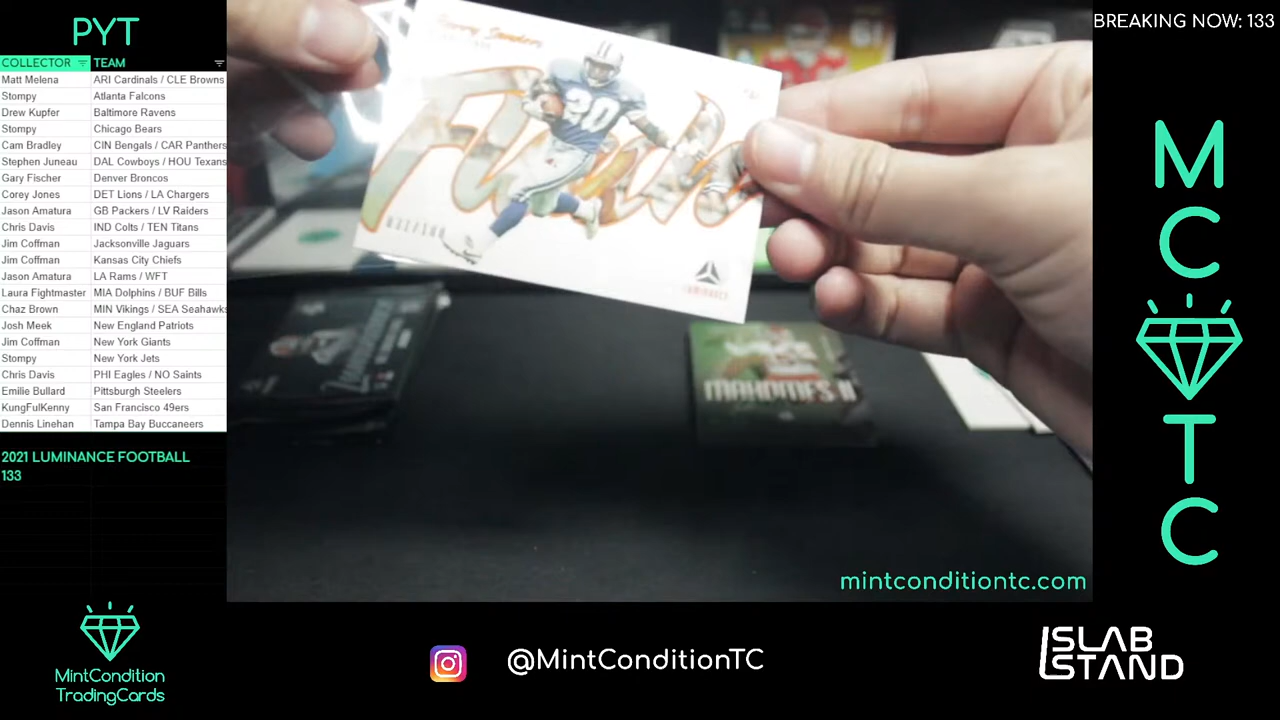 PYT
BREAKING NOW: 133
COLLECTOR TEAM
Matt Melena ARI Cardinals / CLE Browns
Stompy Atlanta Falcons
Drew Kupfer Baltimore Ravens
Stompy Chicago Bears
Cam Bradley CIN Bengals / CAR Panthers
Stephen Juneau DAL Cowboys / HOU Texans
Gary Fischer Denver Broncos
Corey Jones DET Lions / LA Chargers
Jason Amatura GB Packers / LV Raiders
Chris Davis IND Colts / TEN Titans
Jim Coffman Jacksonville Jaguars
Jim Coffman Kansas City Chiefs
Jason Amatura LA Rams / WFT
Laura Fightmaster MIA Dolphins / BUF Bills
Chaz Brown MIN Vikings / SEA Seahawks
Josh Meek New England Patriots
Jim Coffman New York Giants
Stompy New York Jets
Chris Davis PHI Eagles / NO Saints
Emilie Bullard Pittsburgh Steelers
KungFulKenny San Francisco 49ers
Dennis Linehan Tampa Bay Buccaneers
2021 LUMINANCE FOOTBALL
133
Barry Sanders
20
Flash
LUMINANCE
MAHOMES II
mintconditiontc.com
M
C
T
C
MintCondition
TradingCards
@MintConditionTC
SLAB
STAND